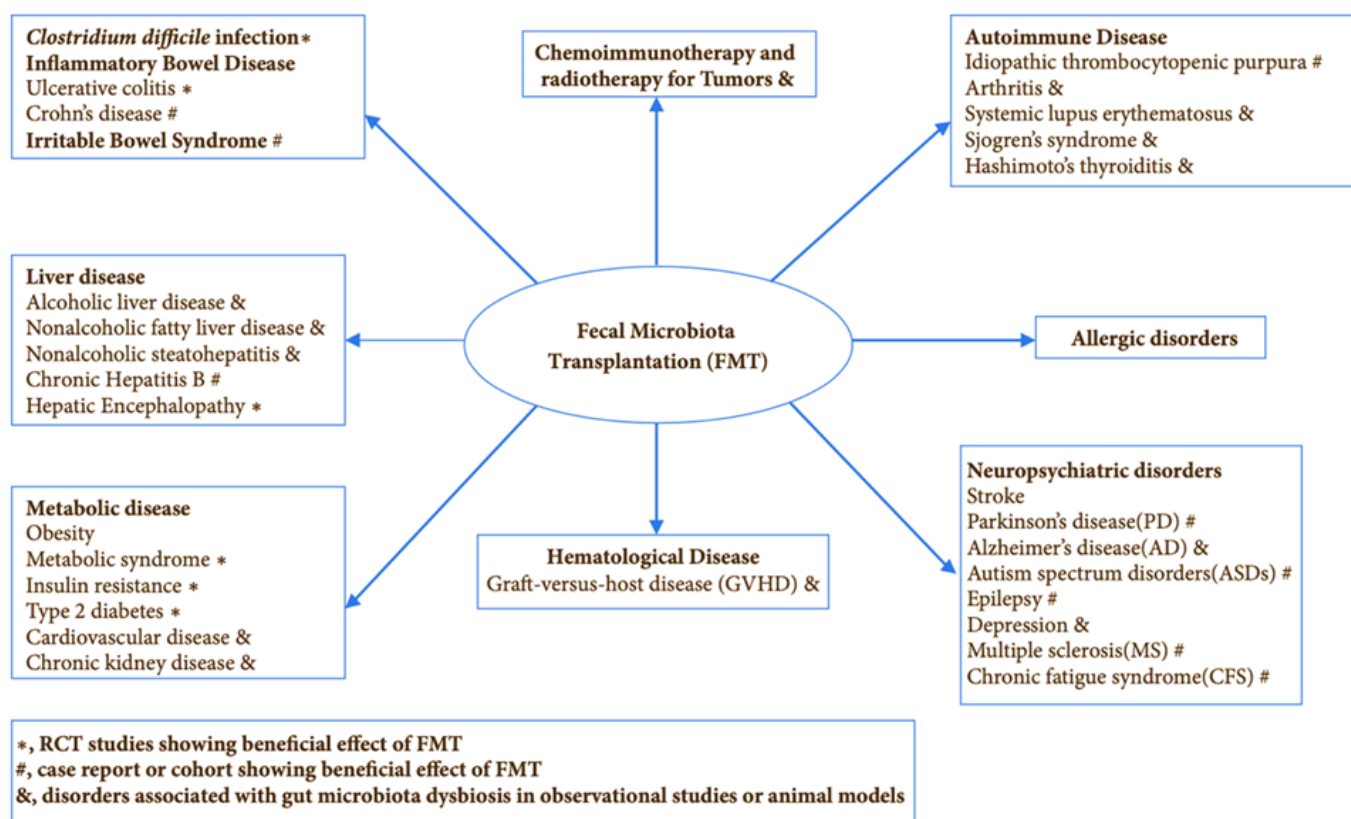 Clostridium difficile infection*
Inflammatory Bowel Disease
Ulcerative colitis *
Crohn's disease #
Irritable Bowel Syndrome #
Chemoimmunotherapy and
radiotherapy for Tumors &
Autoimmune Disease
Idiopathic thrombocytopenic purpura #
Arthritis &
Systemic lupus erythematosus &
Sjogren's syndrome &
Hashimoto's thyroiditis &
Liver disease
Alcoholic liver disease &
Nonalcoholic fatty liver disease &
Nonalcoholic steatohepatitis &
Chronic Hepatitis B #
Hepatic Encephalopathy *
Fecal Microbiota
Transplantation (FMT)
Allergic disorders
Metabolic disease
Obesity
Metabolic syndrome *
Insulin resistance *
Type 2 diabetes *
Cardiovascular disease &
Chronic kidney disease &
Hematological Disease
Graft-versus-host disease (GVHD) &
Neuropsychiatric disorders
Stroke
Parkinson's disease(PD) #
Alzheimer's disease(AD) &
Autism spectrum disorders(ASDs) #
Epilepsy #
Depression &
Multiple sclerosis(MS) #
Chronic fatigue syndrome(CFS) #
*, RCT studies showing beneficial effect of FMT
#, case report or cohort showing beneficial effect of FMT
&, disorders associated with gut microbiota dysbiosis in observational studies or animal models